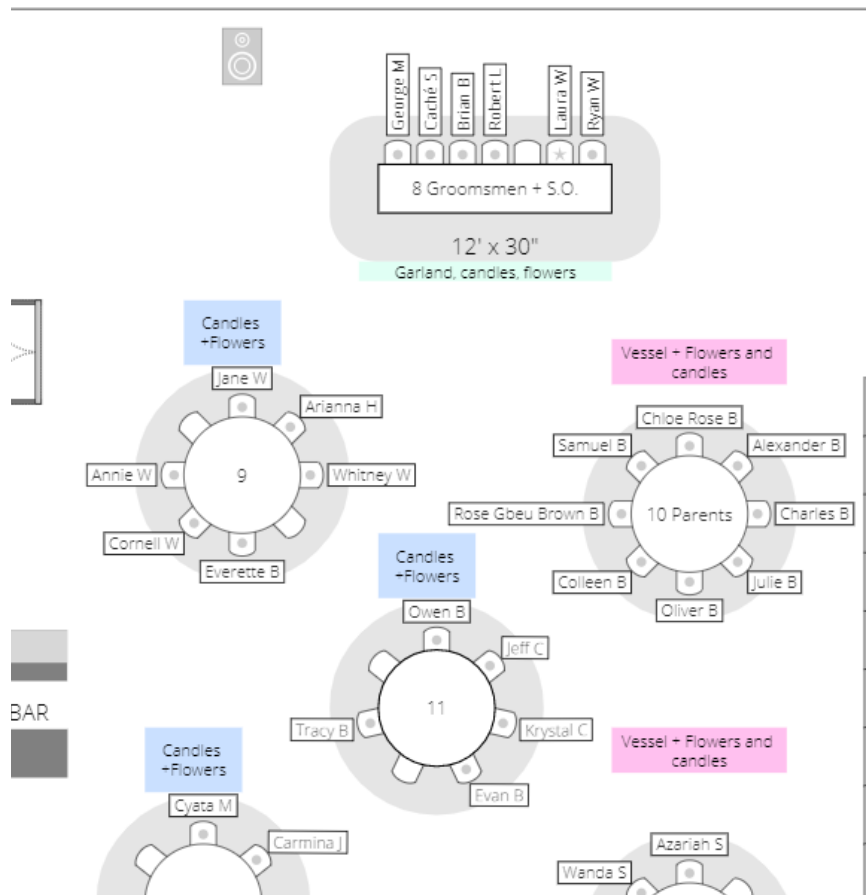 George M
Caché S
Brian B
Robert L
Laura W
Ryan W
8 Groomsmen + S.O.
12' x 30"
Garland, candles, flowers
Candles
+Flowers
Jane W
Arianna H
Annie W
9
Whitney W
Cornell W
Everette B
Vessel + Flowers and
candles
Chloe Rose B
Samuel B
Alexander B
Rose Gbeu Brown B
10 Parents
Charles B
Colleen B
Julie B
Oliver B
Candles
+Flowers
Owen B
Jeff C
11
Tracy B
Krystal C
Evan B
BAR
Candles
+Flowers
Cyata M
Carmina J
Vessel + Flowers and
candles
Azariah S
Wanda S